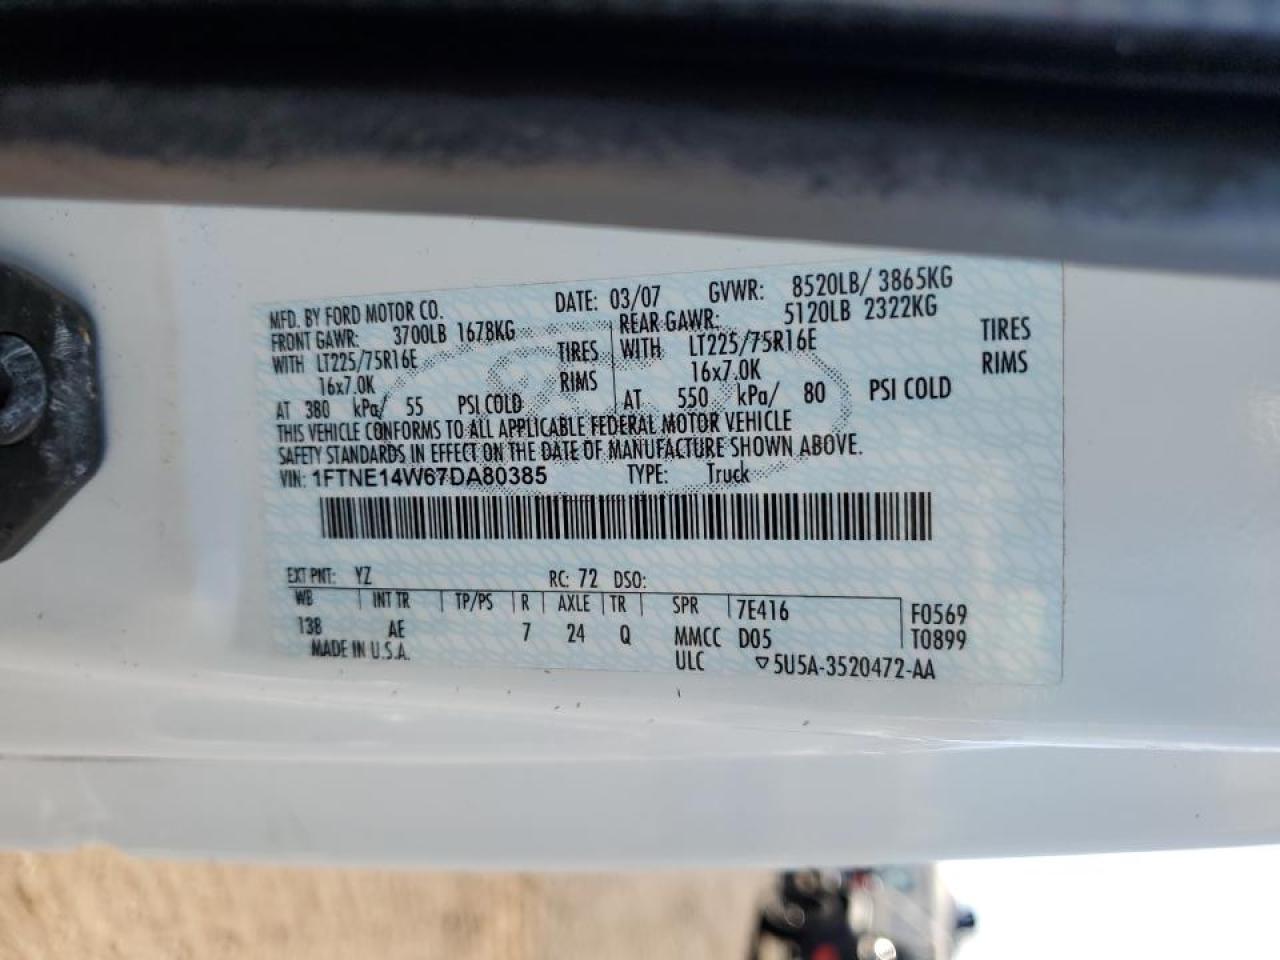 MFD. BY FORD MOTOR CO. DATE: 03/07 GVWR: 8520LB/ 3865KG
FRONT GAWR: 3700LB 1678KG REAR GAWR: 5120LB 2322KG
WITH LT225/75R16E TIRES WITH LT225/75R16E TIRES
16x7.0K RIMS 16x7.0K RIMS
AT 380 kPa/ 55 PSI COLD AT 550 kPa/ 80 PSI COLD
THIS VEHICLE CONFORMS TO ALL APPLICABLE FEDERAL MOTOR VEHICLE
SAFETY STANDARDS IN EFFECT ON THE DATE OF MANUFACTURE SHOWN ABOVE.
VIN: 1FTNE14W67DA80385 TYPE: Truck
EXT PNT: YZ RC: 72 DSO:
WB INT TR TP/PS R AXLE TR SPR 7E416 F0569
138 AE 7 24 Q MMCC D05 T0899
MADE IN U.S.A. ULC ▽5U5A-3520472-AA